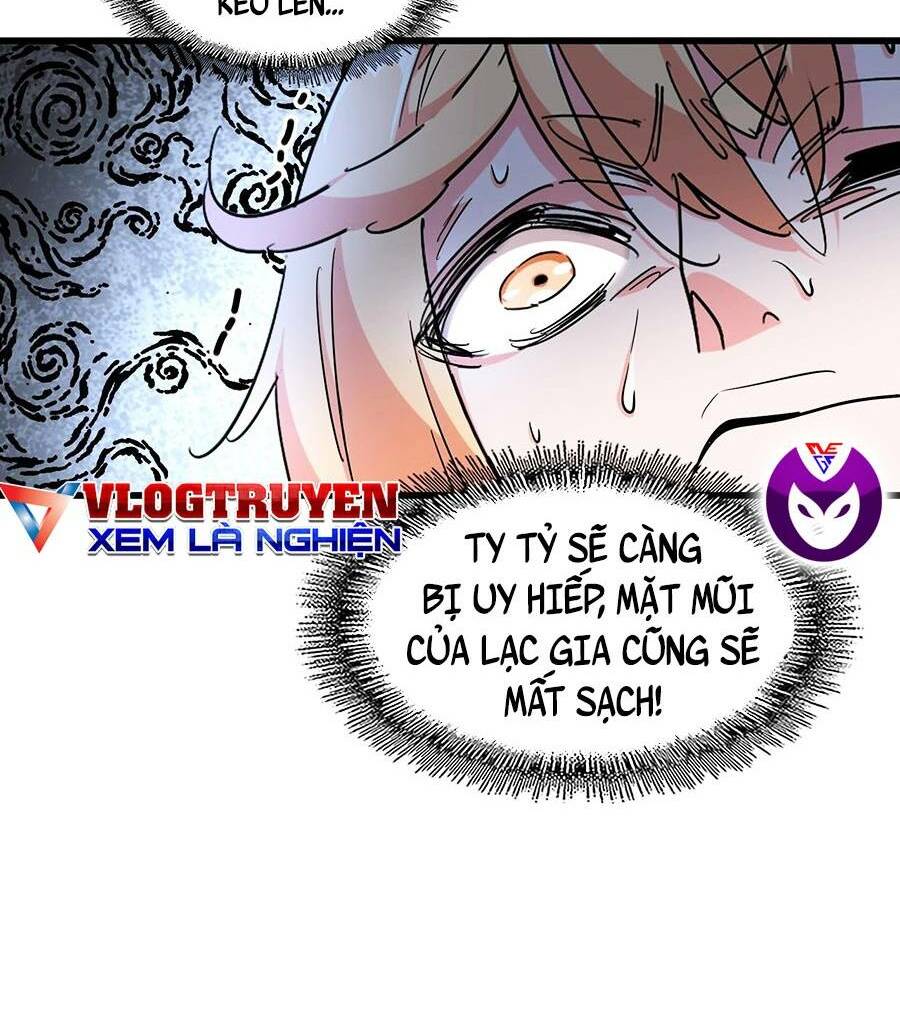 KÉO LÊN...
VLOGTRUYEN
XEM LÀ NGHIỆN
TY TỶ SẼ CÀNG
BỊ UY HIẾP, MẶT MŨI
CỦA LẠC GIA CŨNG SẼ
MẤT SẠCH!